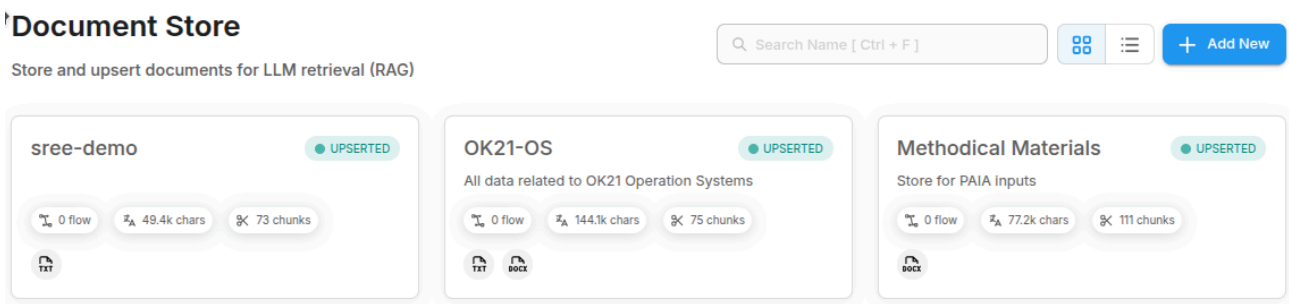 Document Store
Store and upsert documents for LLM retrieval (RAG)
Search Name [ Ctrl + F ]
Add New
sree-demo
UPSERTED
0 flow
49.4k chars
73 chunks
TXT
OK21-OS
UPSERTED
All data related to OK21 Operation Systems
0 flow
144.1k chars
75 chunks
TXT
DOCX
Methodical Materials
UPSERTED
Store for PAIA inputs
0 flow
77.2k chars
111 chunks
DOCX